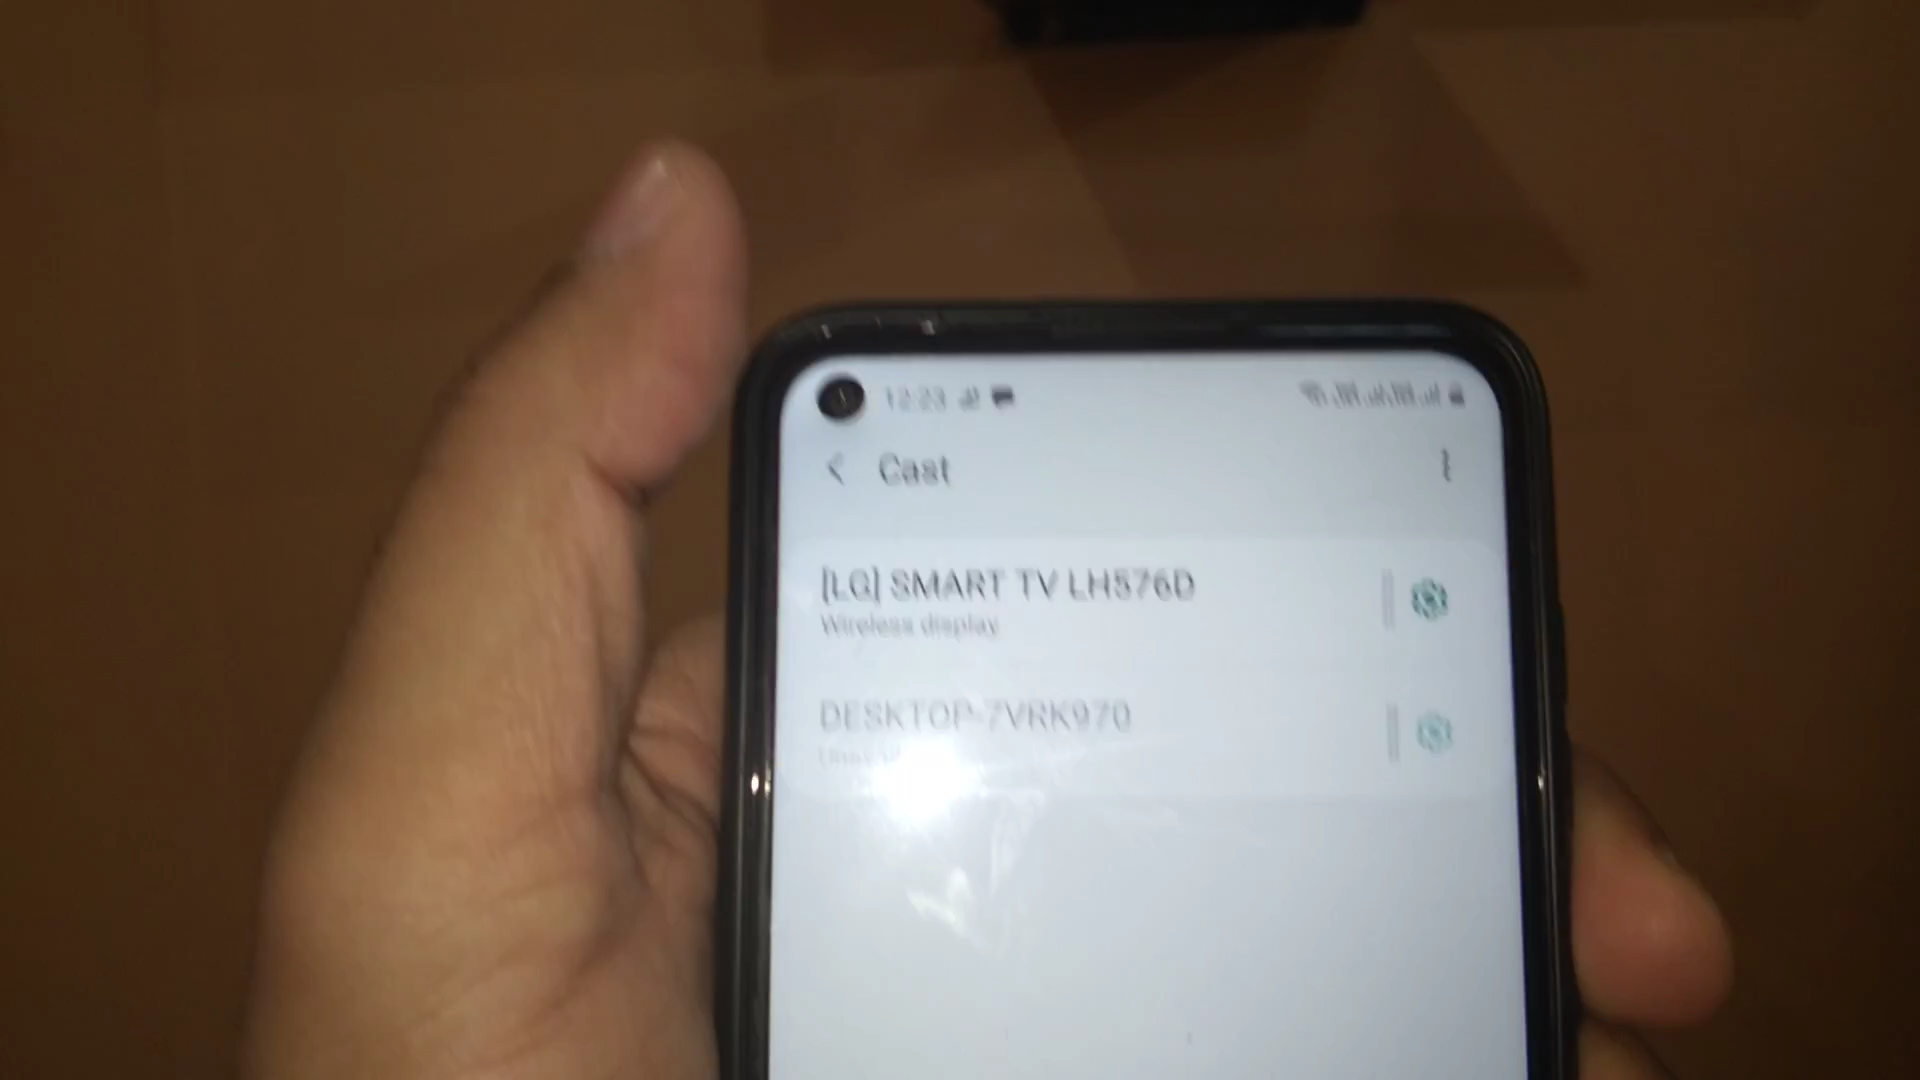 12:23
Cast
[LG] SMART TV LH576D
Wireless display
DESKTOP-7VRK970